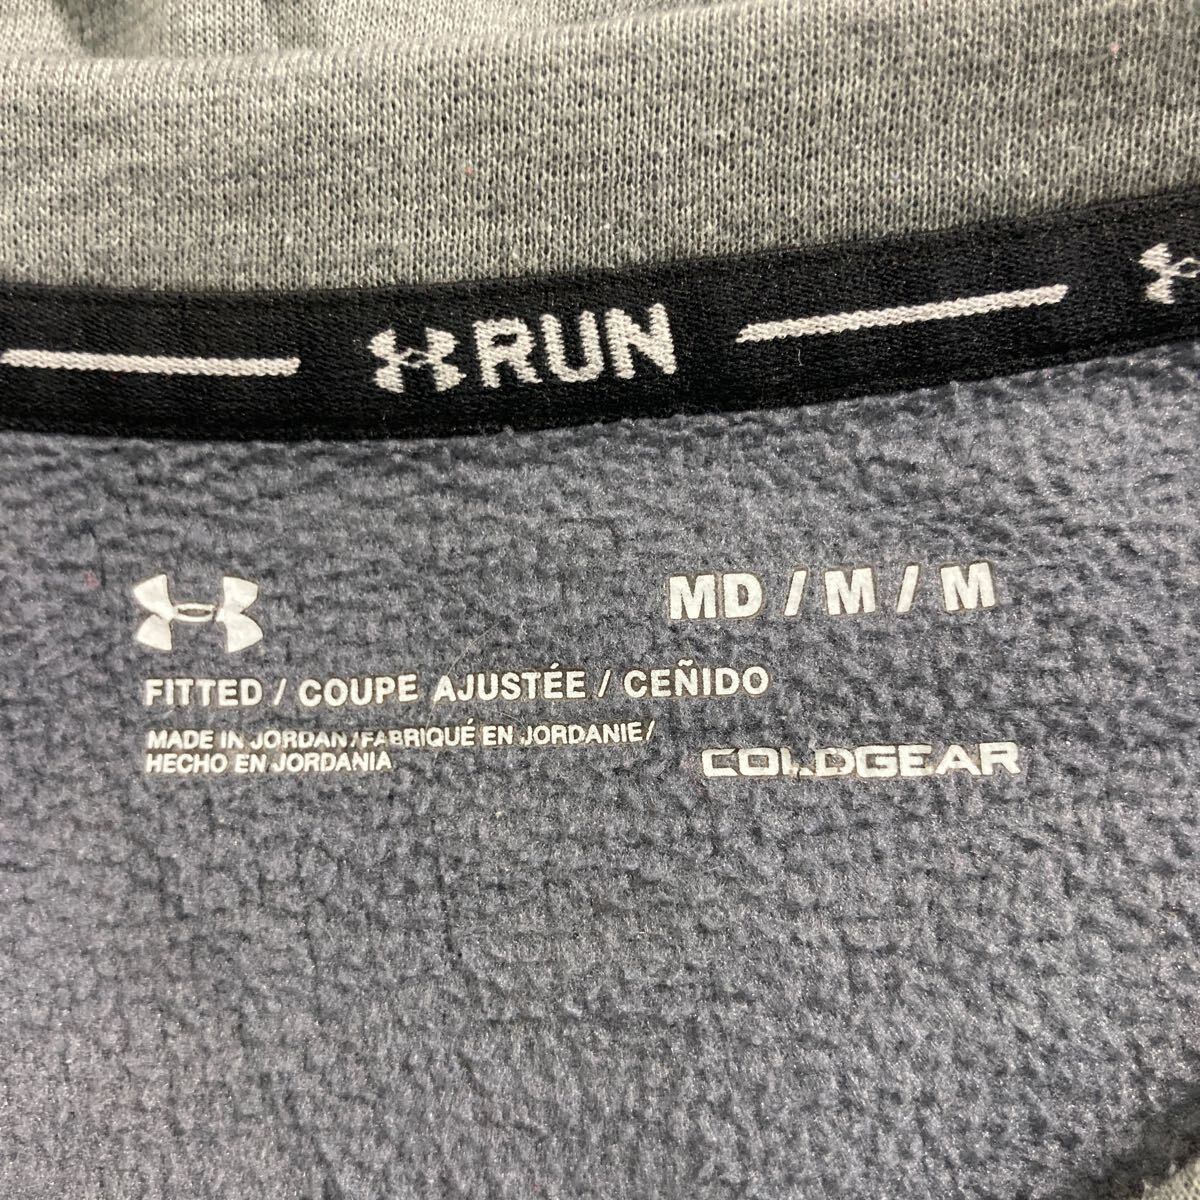 RUN
MD / M / M
FITTED / COUPE AJUSTÉE / CEÑIDO
MADE IN JORDAN / FABRIQUÉ EN JORDANIE /
HECHO EN JORDANIA
COLDGEAR